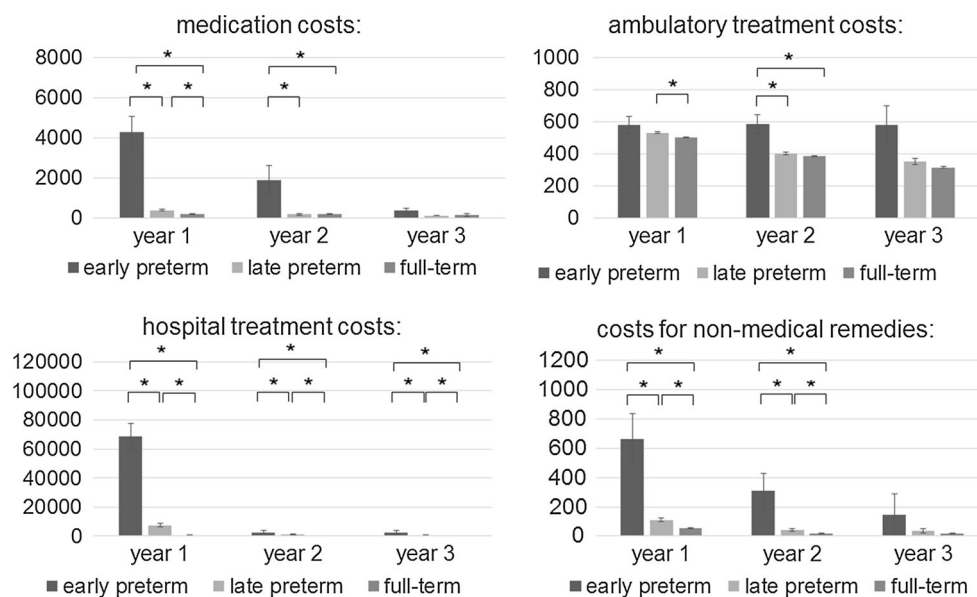 medication costs:
8000
6000
4000
2000
0
* * *
* *
year 1 year 2 year 3
early preterm late preterm full-term
ambulatory treatment costs:
1000
800
600
400
200
0
*
* *
year 1 year 2 year 3
early preterm late preterm full-term
hospital treatment costs:
120000
100000
80000
60000
40000
20000
0
* * *
* * * * * *
year 1 year 2 year 3
early preterm late preterm full-term
costs for non-medical remedies:
1200
1000
800
600
400
200
0
* *
* * * *
year 1 year 2 year 3
early preterm late preterm full-term